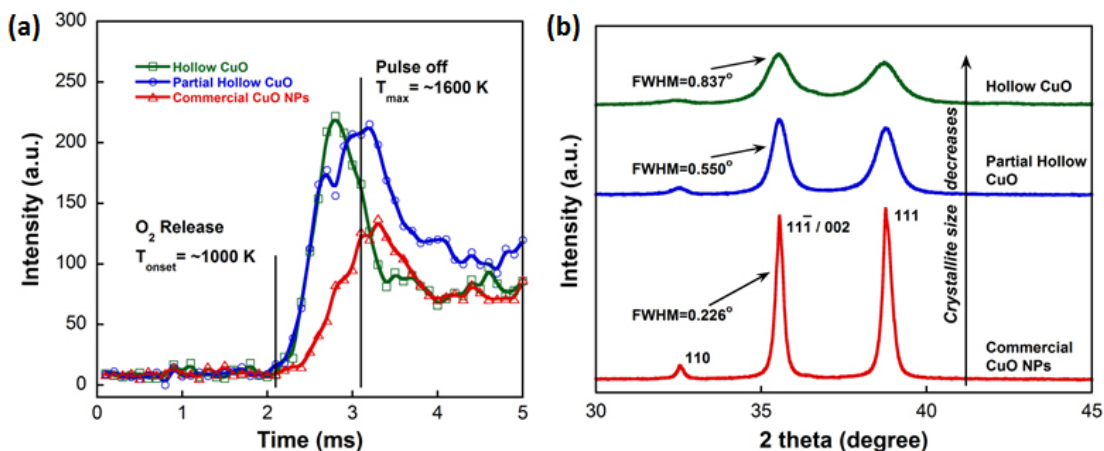 (a)
300
250
200
150
100
50
0
Intensity (a.u.)
Hollow CuO
Partial Hollow CuO
Commercial CuO NPs
Pulse off
T_max = ~1600 K
O₂ Release
T_onset = ~1000 K
0 1 2 3 4 5
Time (ms)
(b)
Intensity (a.u.)
FWHM=0.837°
Hollow CuO
FWHM=0.550°
Partial Hollow
CuO
111̅ / 002
111
FWHM=0.226°
110
Commercial
CuO NPs
Crystallite size decreases
30 35 40 45
2 theta (degree)